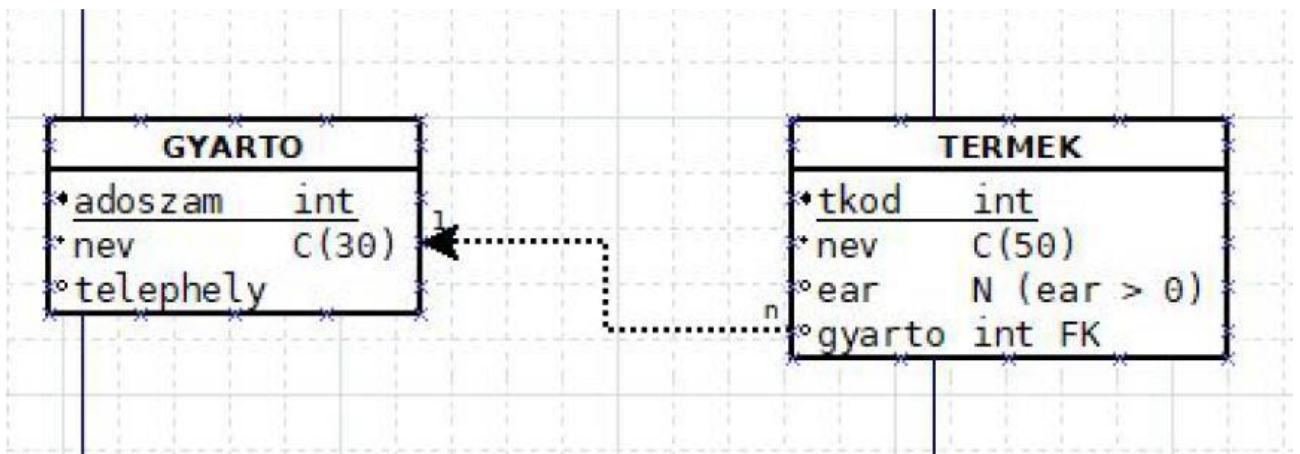 GYARTO
adoszam int
nev C(30)
telephely
1
n
TERMEK
tkod int
nev C(50)
ear N (ear > 0)
gyarto int FK